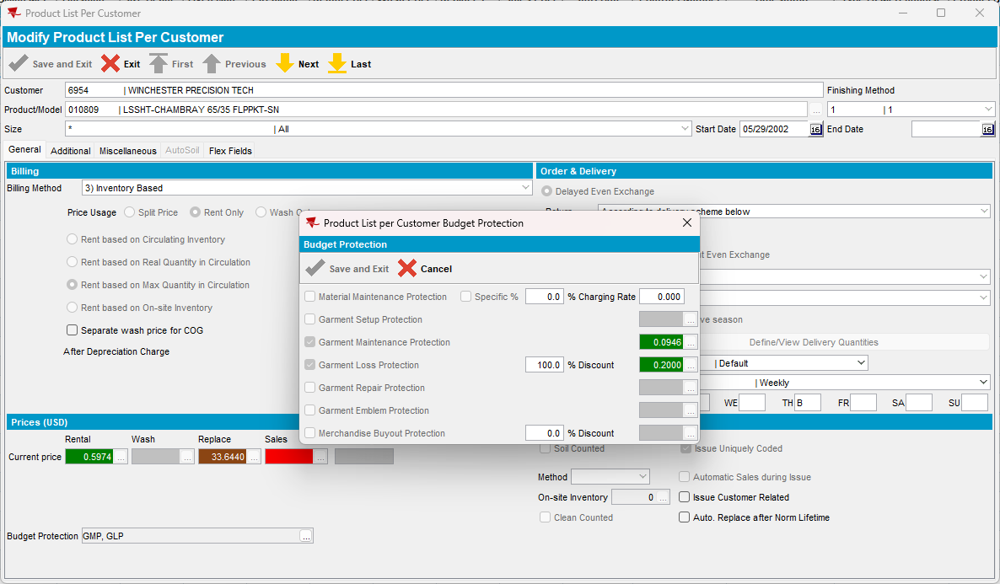 Product List Per Customer
Modify Product List Per Customer
Save and Exit Exit First Previous Next Last
Customer 6954 | WINCHESTER PRECISION TECH Finishing Method
Product/Model 010809 | LSSHT-CHAMBRAY 65/35 FLPPKT-SN ... 1 | 1
Size * | All Start Date 05/29/2002 16 End Date 16
General Additional Miscellaneous AutoSoil Flex Fields
Billing Order & Delivery
Billing Method 3) Inventory Based Delayed Even Exchange
Price Usage Split Price Rent Only Wash According to delivery scheme below
Product List per Customer Budget Protection
Budget Protection
Save and Exit Cancel
Material Maintenance Protection Specific % 0.0 % Charging Rate 0.000
Garment Setup Protection ...
Garment Maintenance Protection 0.0946 ...
Garment Loss Protection 100.0 % Discount 0.2000 ...
Garment Repair Protection ...
Garment Emblem Protection ...
Merchandise Buyout Protection 0.0 % Discount ...
Rent based on Circulating Inventory
Rent based on Real Quantity in Circulation Even Exchange
Rent based on Max Quantity in Circulation
Rent based on On-site Inventory
season
Separate wash price for COG
Define/View Delivery Quantities
After Depreciation Charge
| Default
| Weekly
WE TH B FR SA SU
Prices (USD)
Rental Wash Replace Sales
Current price 0.5974 ... ... 33.6440 ... ...
Soil Counted Issue Uniquely Coded
Method Automatic Sales during Issue
On-site Inventory 0 ... Issue Customer Related
Clean Counted Auto. Replace after Norm Lifetime
Budget Protection GMP, GLP ...